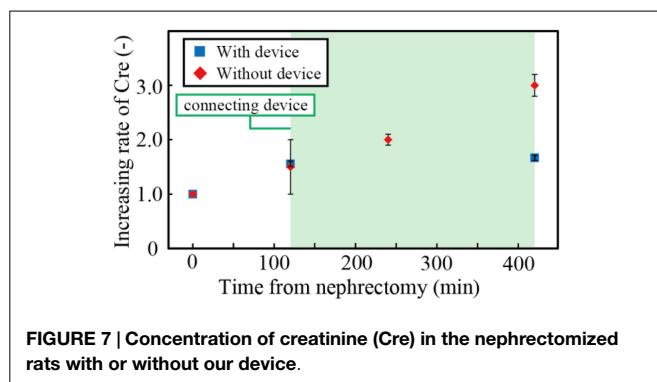 With device
Without device
connecting device
Increasing rate of Cre (-)
3.0
2.0
1.0
0
0 100 200 300 400
Time from nephrectomy (min)
FIGURE 7 | Concentration of creatinine (Cre) in the nephrectomized
rats with or without our device.